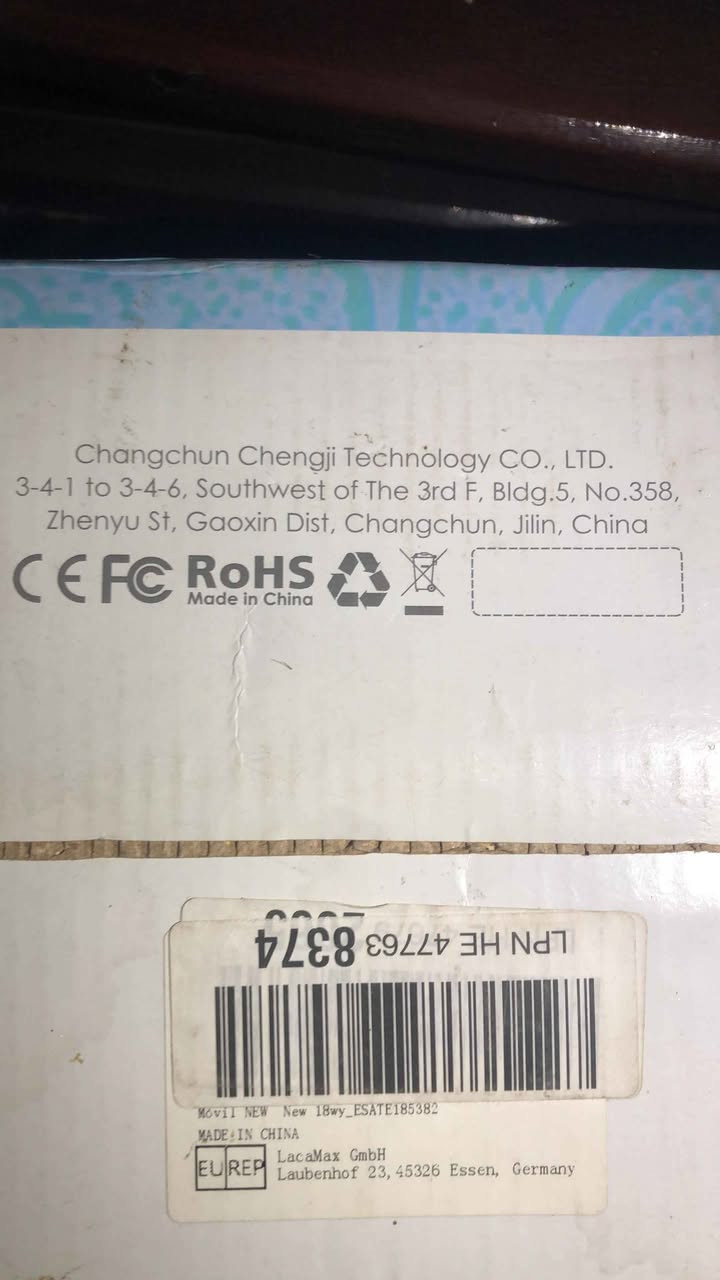 Changchun Chengji Technology CO., LTD.
3-4-1 to 3-4-6, Southwest of The 3rd F, Bldg.5, No.358,
Zhenyu St, Gaoxin Dist, Changchun, Jilin, China
CE FC RoHS
Made in China
LPN HE 47763 8374
Móvil NEW New 18wy_ESATE185382
MADE IN CHINA
EU REP
LacaMax GmbH
Laubenhof 23, 45326 Essen, Germany